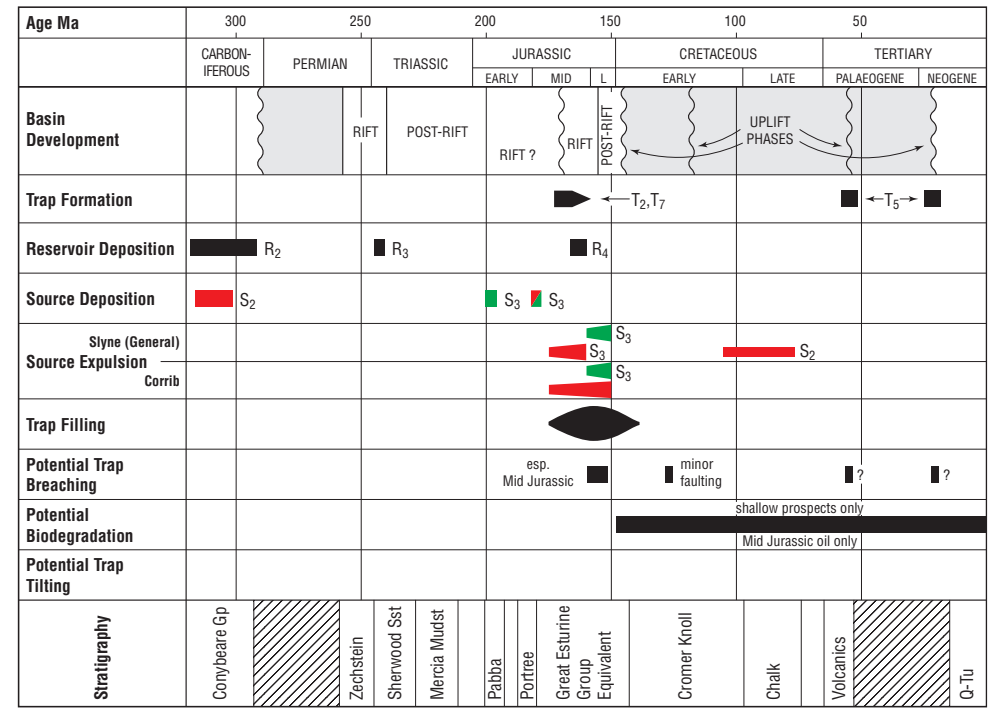 Age Ma 300 250 200 150 100 50
CARBON-
IFEROUS
PERMIAN
TRIASSIC
JURASSIC
CRETACEOUS
TERTIARY
EARLY MID L EARLY LATE PALAEOGENE NEOGENE
Basin
Development
RIFT
POST-RIFT
RIFT ?
RIFT
POST-RIFT
UPLIFT
PHASES
Trap Formation
T2,T7
T5
Reservoir Deposition
R2
R3
R4
Source Deposition
S2
S3
S3
Slyne (General)
Source Expulsion
Corrib
S3
S3
S2
S3
Trap Filling
Potential Trap
Breaching
esp.
Mid Jurassic
minor
faulting
?
?
Potential
Biodegradation
shallow prospects only
Mid Jurassic oil only
Potential Trap
Tilting
Stratigraphy
Conybeare Gp
Zechstein
Sherwood Sst
Mercia Mudst
Pabba
Portree
Great Esturine
Group
Equivalent
Cromer Knoll
Chalk
Volcanics
Q-Tu